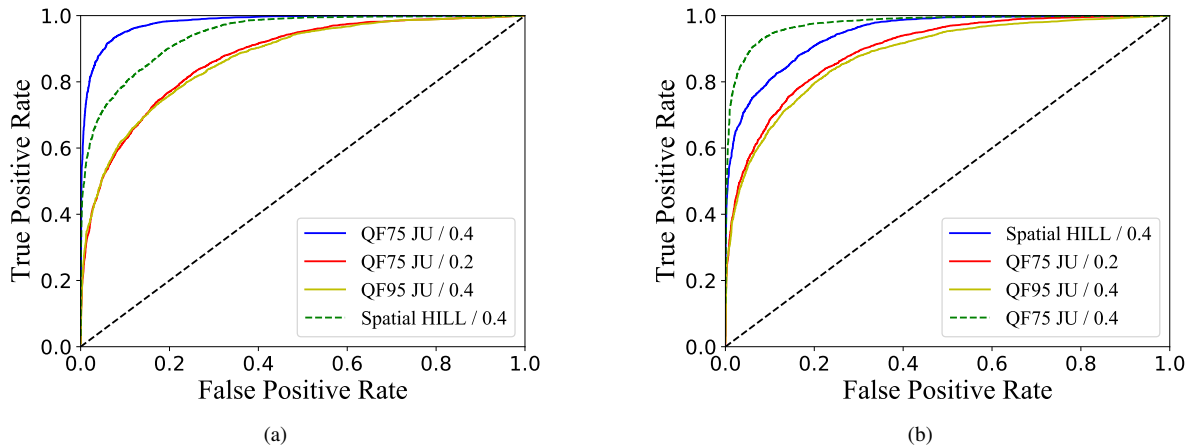 1.0
0.8
0.6
0.4
0.2
0.0
0.0 0.2 0.4 0.6 0.8 1.0
True Positive Rate
False Positive Rate
QF75 JU / 0.4
QF75 JU / 0.2
QF95 JU / 0.4
Spatial HILL / 0.4
(a)
1.0
0.8
0.6
0.4
0.2
0.0
0.0 0.2 0.4 0.6 0.8 1.0
True Positive Rate
False Positive Rate
Spatial HILL / 0.4
QF75 JU / 0.2
QF95 JU / 0.4
QF75 JU / 0.4
(b)